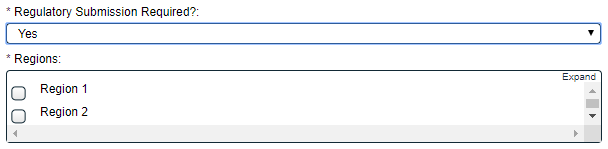 * Regulatory Submission Required?:
Yes
* Regions:
Expand
Region 1
Region 2